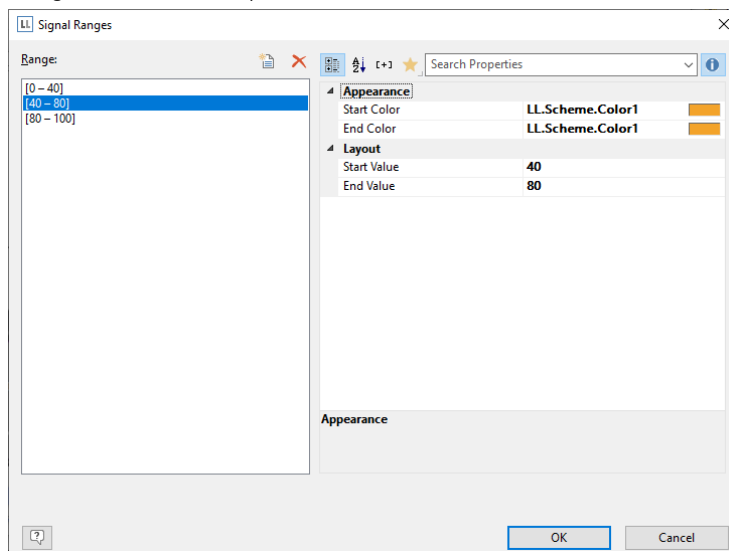 LL Signal Ranges
Range:
[+]
Search Properties
[0 – 40]
[40 – 80]
[80 – 100]
Appearance
Start Color LL.Scheme.Color1
End Color LL.Scheme.Color1
Layout
Start Value 40
End Value 80
Appearance
OK Cancel